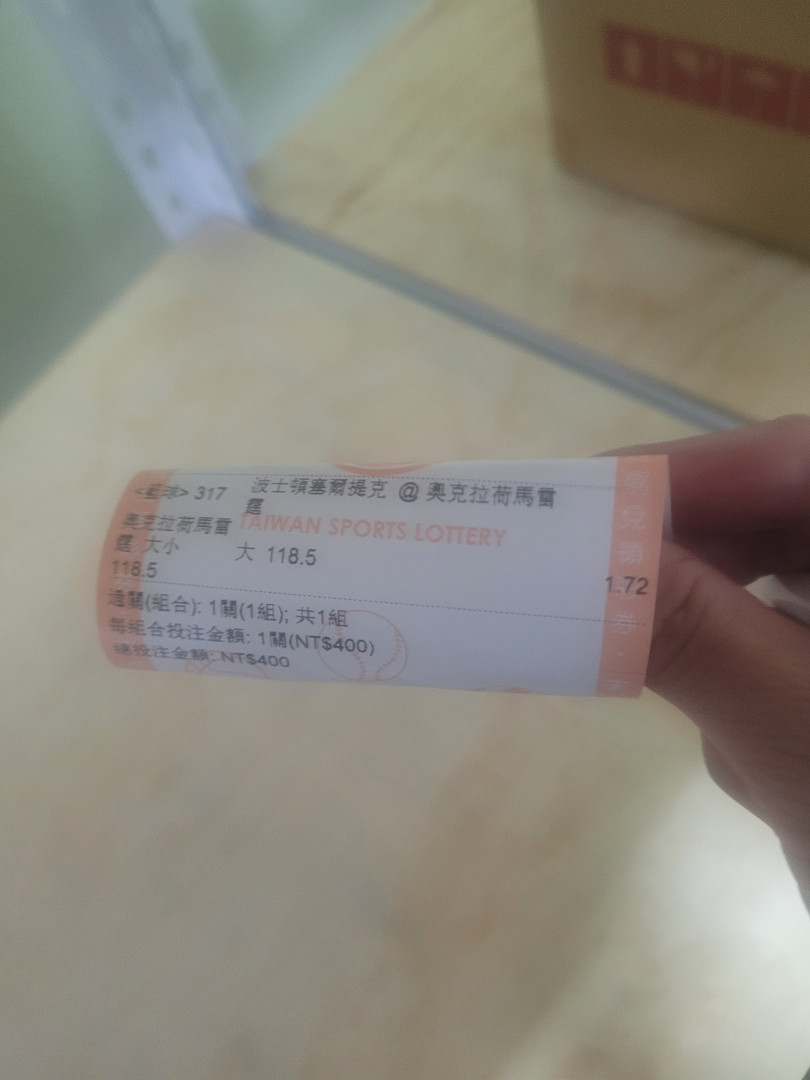 <籃球> 317 波士頓塞爾提克 @ 奧克拉荷馬雷
霆
TAIWAN SPORTS LOTTERY
奧克拉荷馬雷
霆 大小 大 118.5
118.5 1.72
過關(組合): 1關(1組); 共1組
每組合投注金額: 1關(NT$400)
總投注金額: NT$400